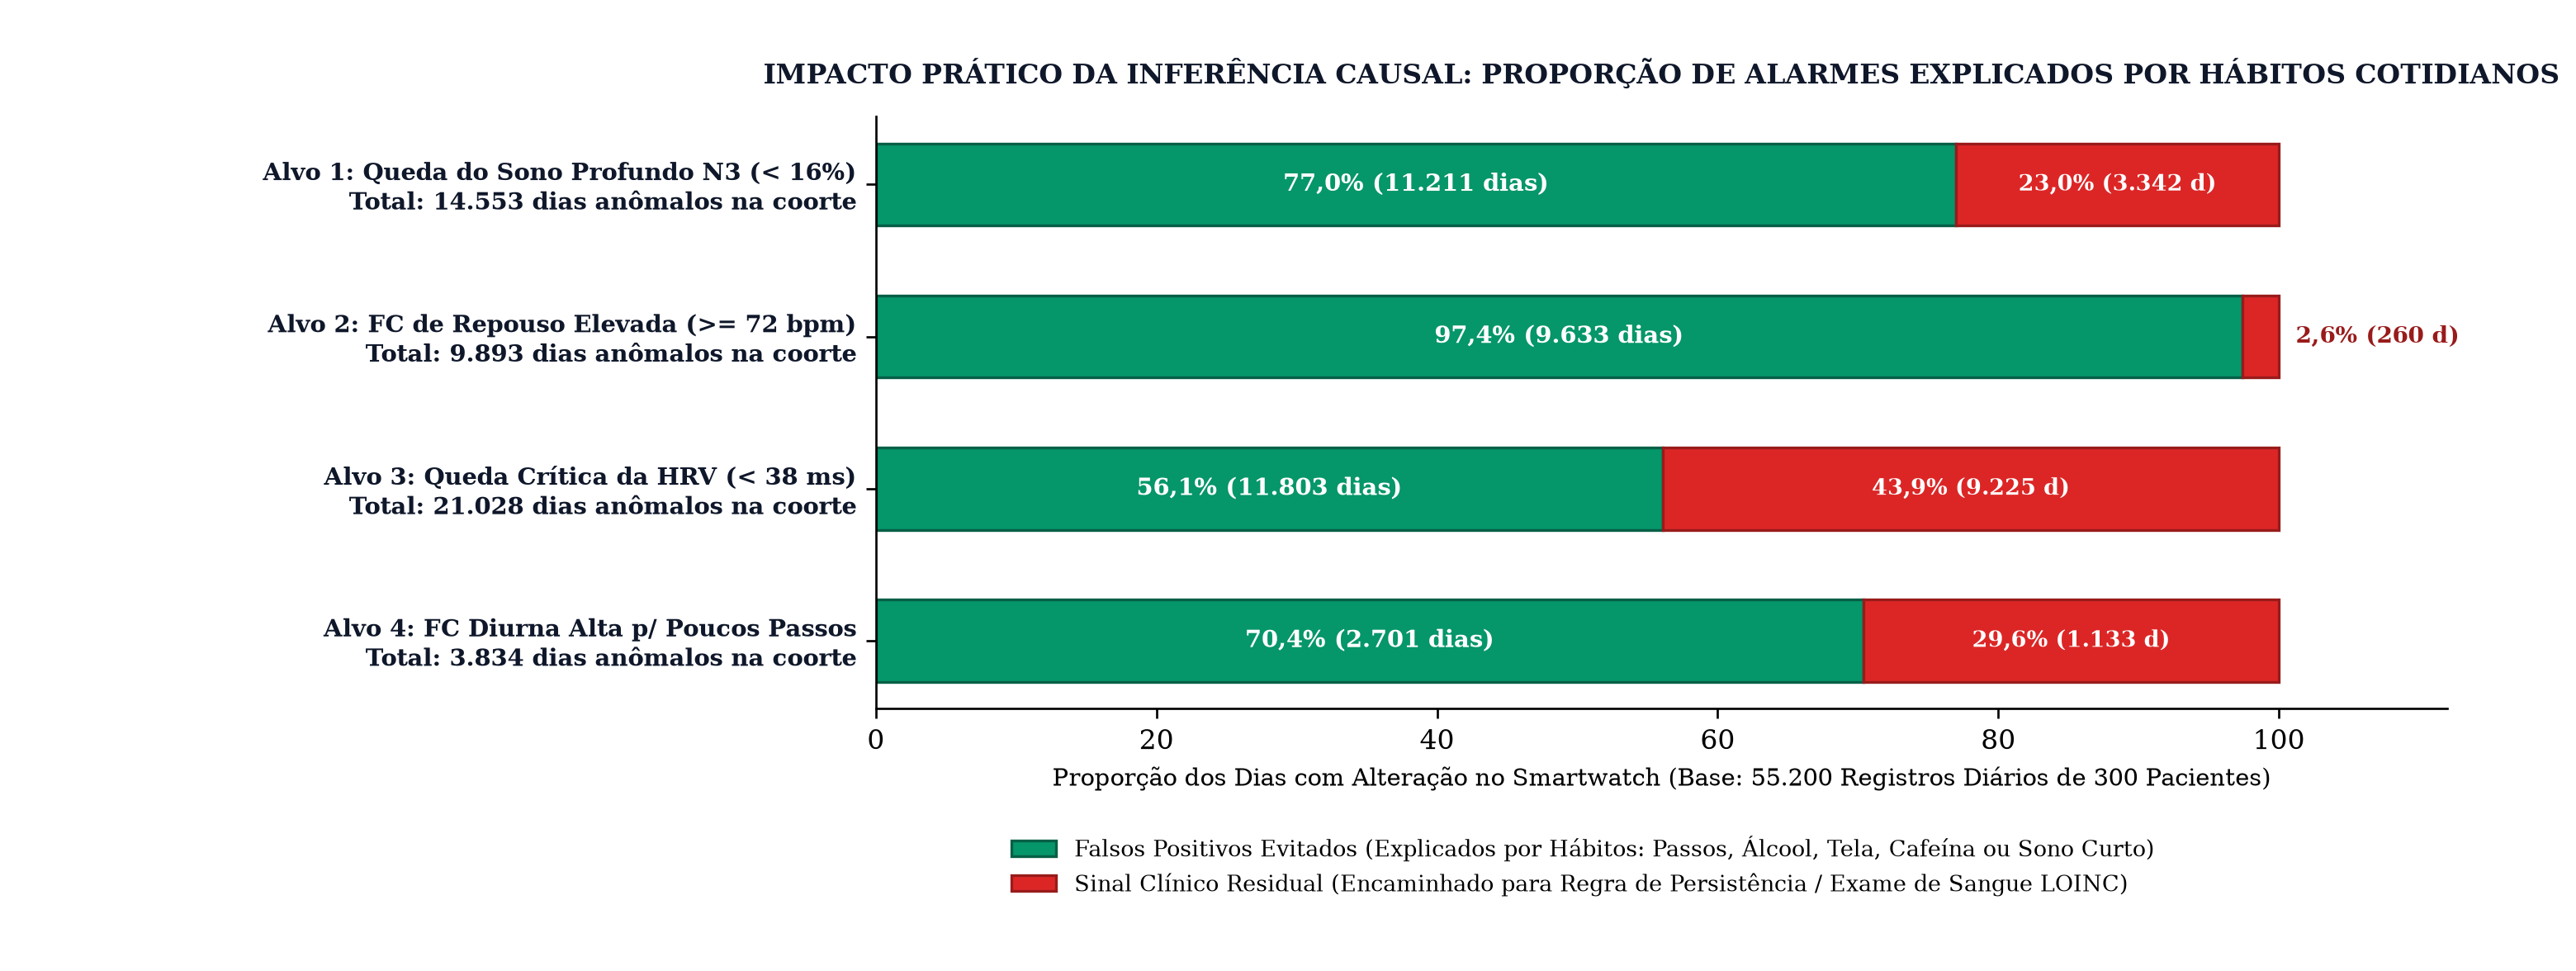 IMPACTO PRÁTICO DA INFERÊNCIA CAUSAL: PROPORÇÃO DE ALARMES EXPLICADOS POR HÁBITOS COTIDIANOS
Alvo 1: Queda do Sono Profundo N3 (< 16%)
Total: 14.553 dias anômalos na coorte
77,0% (11.211 dias)
23,0% (3.342 d)
Alvo 2: FC de Repouso Elevada (>= 72 bpm)
Total: 9.893 dias anômalos na coorte
97,4% (9.633 dias)
2,6% (260 d)
Alvo 3: Queda Crítica da HRV (< 38 ms)
Total: 21.028 dias anômalos na coorte
56,1% (11.803 dias)
43,9% (9.225 d)
Alvo 4: FC Diurna Alta p/ Poucos Passos
Total: 3.834 dias anômalos na coorte
70,4% (2.701 dias)
29,6% (1.133 d)
0 20 40 60 80 100
Proporção dos Dias com Alteração no Smartwatch (Base: 55.200 Registros Diários de 300 Pacientes)
Falsos Positivos Evitados (Explicados por Hábitos: Passos, Álcool, Tela, Cafeína ou Sono Curto)
Sinal Clínico Residual (Encaminhado para Regra de Persistência / Exame de Sangue LOINC)